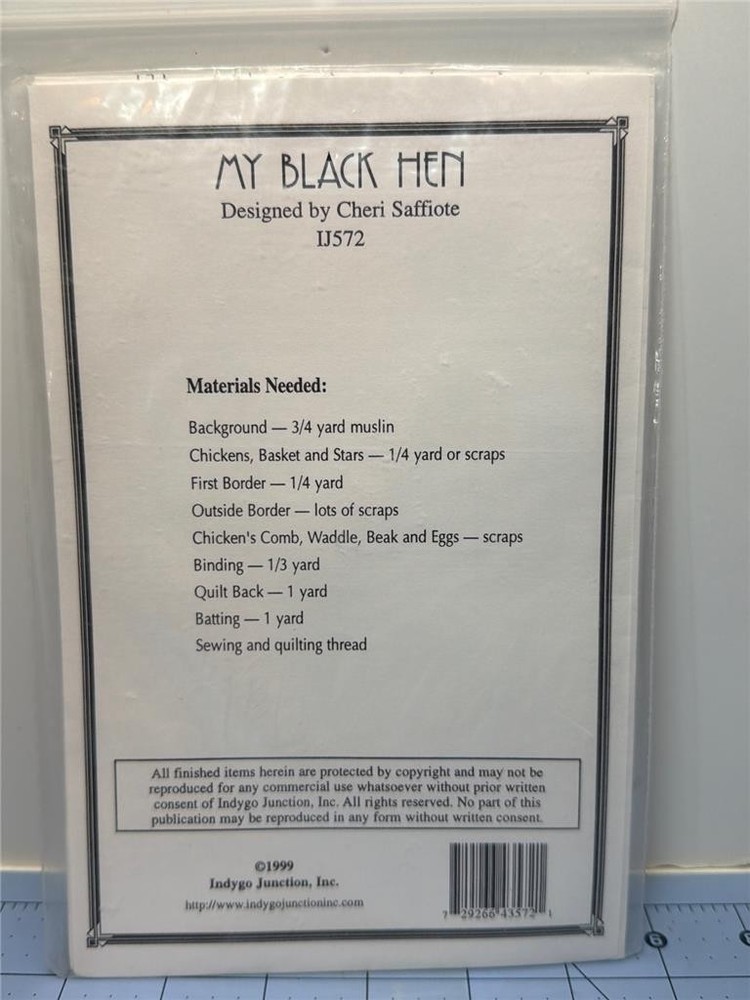 MY BLACK HEN
Designed by Cheri Saffiote
IJ572
Materials Needed:
Background — 3/4 yard muslin
Chickens, Basket and Stars — 1/4 yard or scraps
First Border — 1/4 yard
Outside Border — lots of scraps
Chicken's Comb, Waddle, Beak and Eggs — scraps
Binding — 1/3 yard
Quilt Back — 1 yard
Batting — 1 yard
Sewing and quilting thread
All finished items herein are protected by copyright and may not be
reproduced for any commercial use whatsoever without prior written
consent of Indygo Junction, Inc. All rights reserved. No part of this
publication may be reproduced in any form without written consent.
©1999
Indygo Junction, Inc.
http://www.indygojunctioninc.com
7 29266 43572 1
6